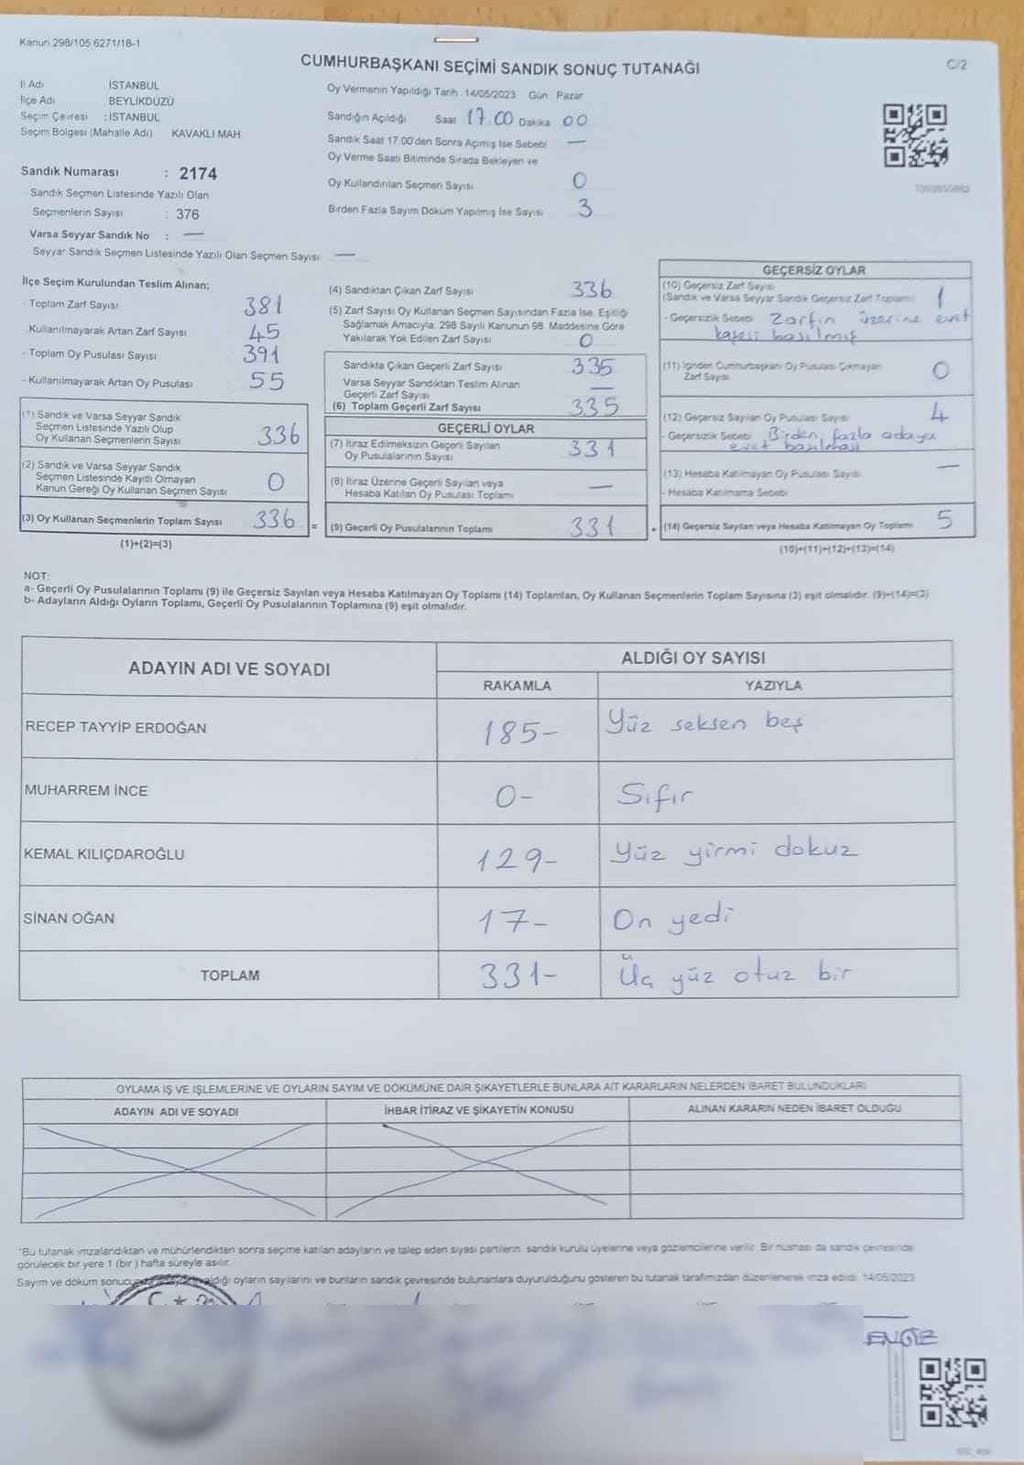 Kanun 298/105 6271/18-1
CUMHURBAŞKANI SEÇİMİ SANDIK SONUÇ TUTANAĞI
C/2
İl Adı : İSTANBUL
İlçe Adı : BEYLİKDÜZÜ
Seçim Çevresi : İSTANBUL
Seçim Bölgesi (Mahalle Adı) KAVAKLI MAH
Sandık Numarası : 2174
Sandık Seçmen Listesinde Yazılı Olan
Seçmenlerin Sayısı : 376
Varsa Seyyar Sandık No : —
Seyyar Sandık Seçmen Listesinde Yazılı Olan Seçmen Sayısı —
Oy Vermenin Yapıldığı Tarih : 14/05/2023 Gün Pazar
Sandığın Açıldığı Saat 17.00 Dakika 00
Sandık Saat 17.00'den Sonra Açımış İse Sebebi —
Oy Verme Saati Bitiminde Sırada Bekleyen ve
Oy Kullandırılan Seçmen Sayısı 0
Birden Fazla Sayım Döküm Yapılmış İse Sayısı 3
İlçe Seçim Kurulundan Teslim Alınan;
- Toplam Zarf Sayısı 381
- Kullanılmayarak Artan Zarf Sayısı 45
- Toplam Oy Pusulası Sayısı 391
- Kullanılmayarak Artan Oy Pusulası 55
(1) Sandık ve Varsa Seyyar Sandık
Seçmen Listesinde Yazılı Olup
Oy Kullanan Seçmenlerin Sayısı 336
(2) Sandık ve Varsa Seyyar Sandık
Seçmen Listesinde Kayıtlı Olmayan
Kanun Gereği Oy Kullanan Seçmen Sayısı 0
(3) Oy Kullanan Seçmenlerin Toplam Sayısı 336
(1)+(2)=(3)
(4) Sandıktan Çıkan Zarf Sayısı 336
(5) Zarf Sayısı Oy Kullanan Seçmen Sayısından Fazla İse, Eşitliği
Sağlamak Amacıyla, 298 Sayılı Kanunun 98. Maddesine Göre
Yakılarak Yok Edilen Zarf Sayısı 0
Sandıkta Çıkan Geçerli Zarf Sayısı 335
Varsa Seyyar Sandıktan Teslim Alınan
Geçerli Zarf Sayısı —
(6) Toplam Geçerli Zarf Sayısı 335
GEÇERLİ OYLAR
(7) İtiraz Edilmeksizin Geçerli Sayılan
Oy Pusulalarının Sayısı 331
(8) İtiraz Üzerine Geçerli Sayılan veya
Hesaba Katılan Oy Pusulası Toplamı —
= (9) Geçerli Oy Pusulalarının Toplamı 331
GEÇERSİZ OYLAR
(10) Geçersiz Zarf Sayısı
(Sandık ve Varsa Seyyar Sandık Geçersiz Zarf Toplamı) 1
- Geçersizlik Sebebi Zarfın üzerine evet
kaşesi basılmış
(11) İçinden Cumhurbaşkanı Oy Pusulası Çıkmayan
Zarf Sayısı 0
(12) Geçersiz Sayılan Oy Pusulası Sayısı 4
- Geçersizlik Sebebi Birden fazla adaya
evet basılması
(13) Hesaba Katılmayan Oy Pusulası Sayısı —
- Hesaba Katılmama Sebebi
(14) Geçersiz Sayılan veya Hesaba Katılmayan Oy Toplamı 5
(10)+(11)+(12)+(13)=(14)
NOT:
a- Geçerli Oy Pusulalarının Toplamı (9) ile Geçersiz Sayılan veya Hesaba Katılmayan Oy Toplamı (14) Toplamları, Oy Kullanan Seçmenlerin Toplam Sayısına (3) eşit olmalıdır. (9)+(14)=(3)
b- Adayların Aldığı Oyların Toplamı, Geçerli Oy Pusulalarının Toplamına (9) eşit olmalıdır.
ADAYIN ADI VE SOYADI
ALDIĞI OY SAYISI
RAKAMLA YAZIYLA
RECEP TAYYİP ERDOĞAN 185- Yüz seksen beş
MUHARREM İNCE 0- Sıfır
KEMAL KILIÇDAROĞLU 129- Yüz yirmi dokuz
SİNAN OĞAN 17- On yedi
TOPLAM 331- Üç yüz otuz bir
OYLAMA İŞ VE İŞLEMLERİNE VE OYLARIN SAYIM VE DÖKÜMÜNE DAİR ŞİKAYETLERLE BUNLARA AİT KARARLARIN NELERDEN İBARET BULUNDUKLARI
ADAYIN ADI VE SOYADI İHBAR İTİRAZ VE ŞİKAYETİN KONUSU ALINAN KARARIN NEDEN İBARET OLDUĞU
*Bu tutanak imzalandıktan ve mühürlendikten sonra seçime katılan adayların ve talep eden siyasi partilerin sandık kurulu üyelerine veya gözlemcilerine verilir. Bir nüshası da sandık çevresinde
görülecek bir yere 1 (bir) hafta süreyle asılır.
Sayım ve döküm sonucu oyların sayılarını ve bunların sandık çevresinde bulunanlara duyurulduğunu gösteren bu tutanak tarafımızdan düzenlenerek imza edildi. 14/05/2023